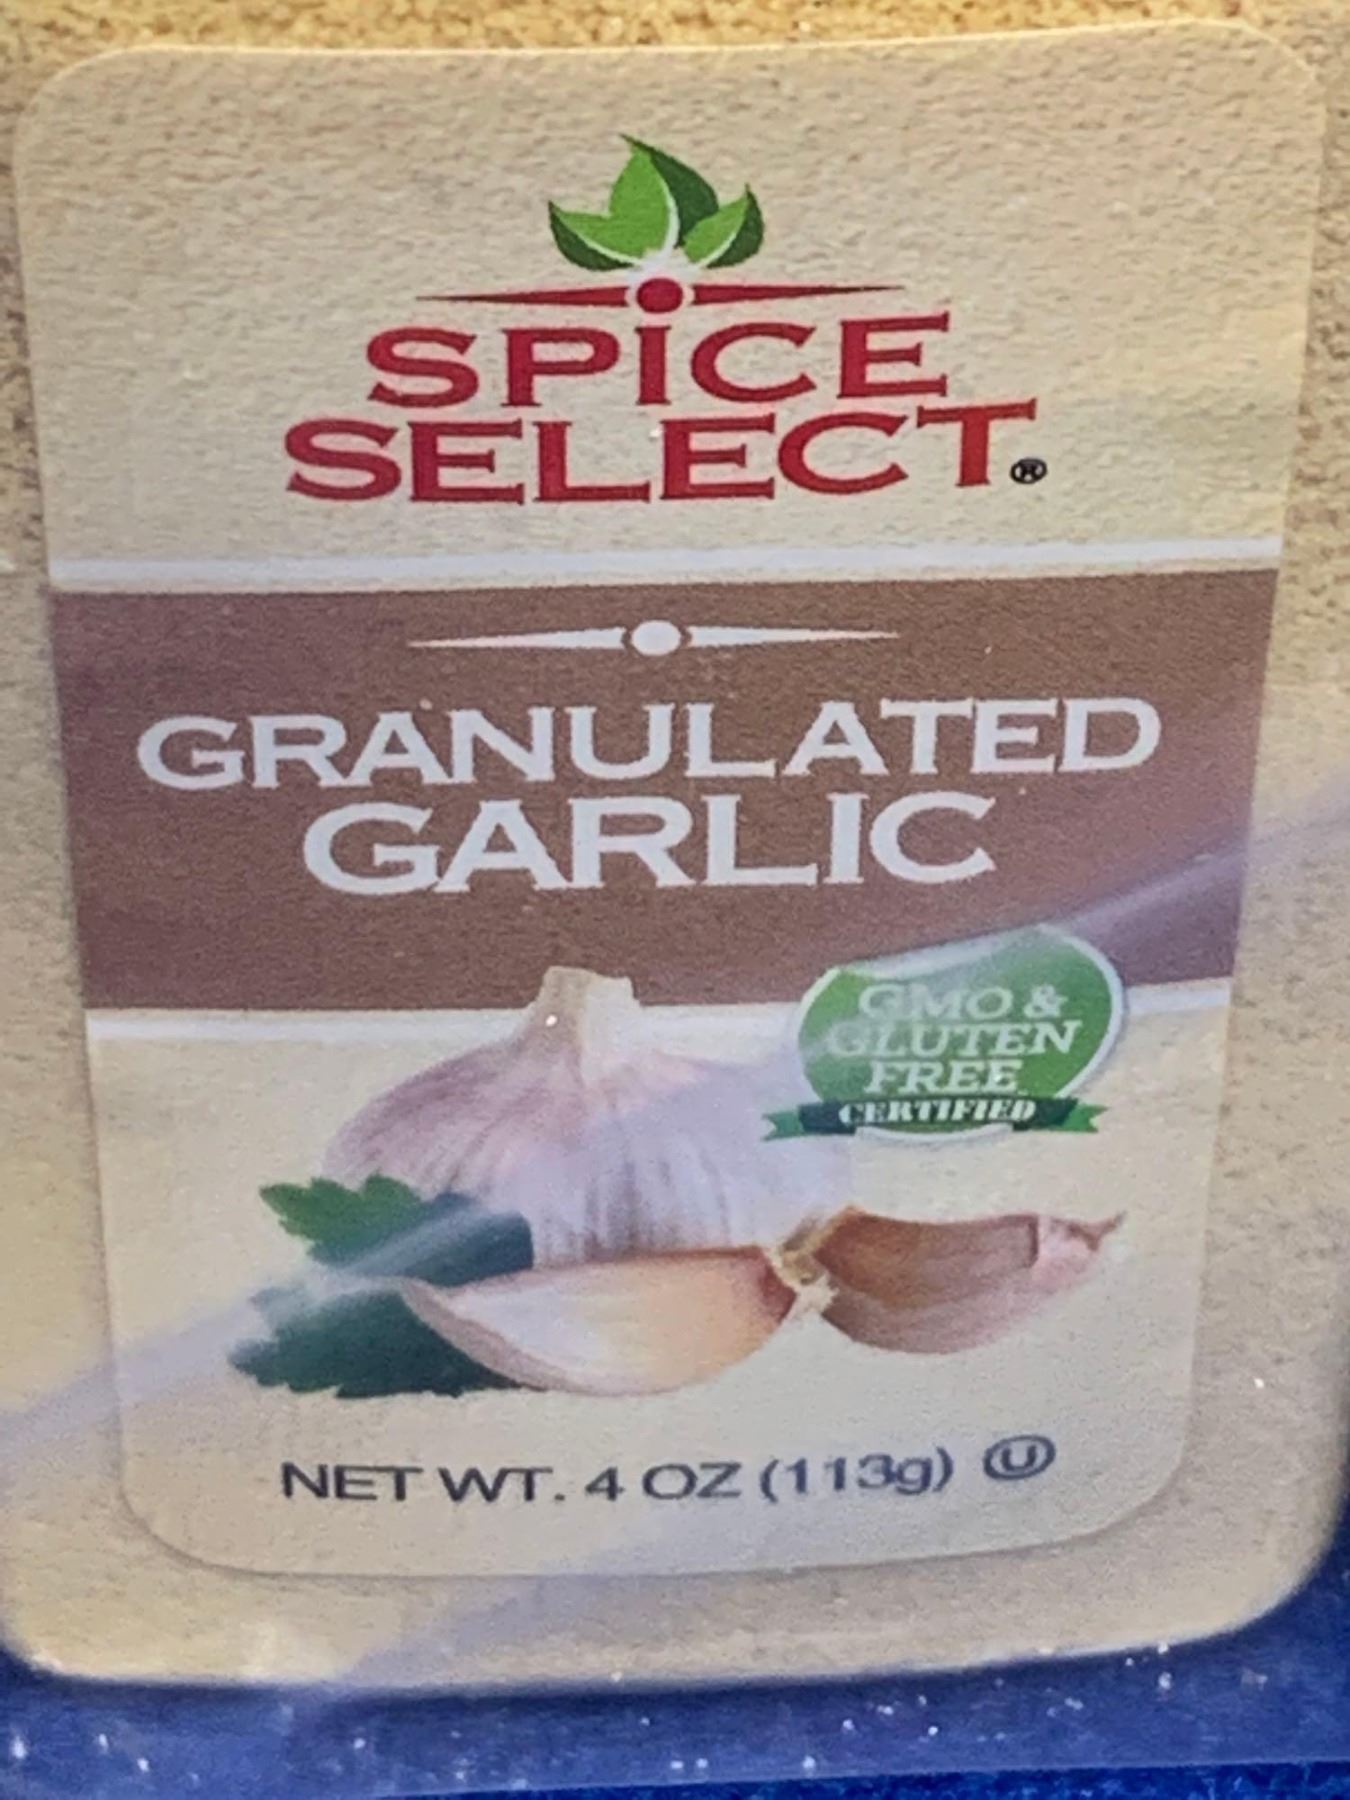 SPICE
SELECT®
GRANULATED
GARLIC
GMO &
GLUTEN
FREE
CERTIFIED
NET WT. 4 OZ (113g) Ⓤ